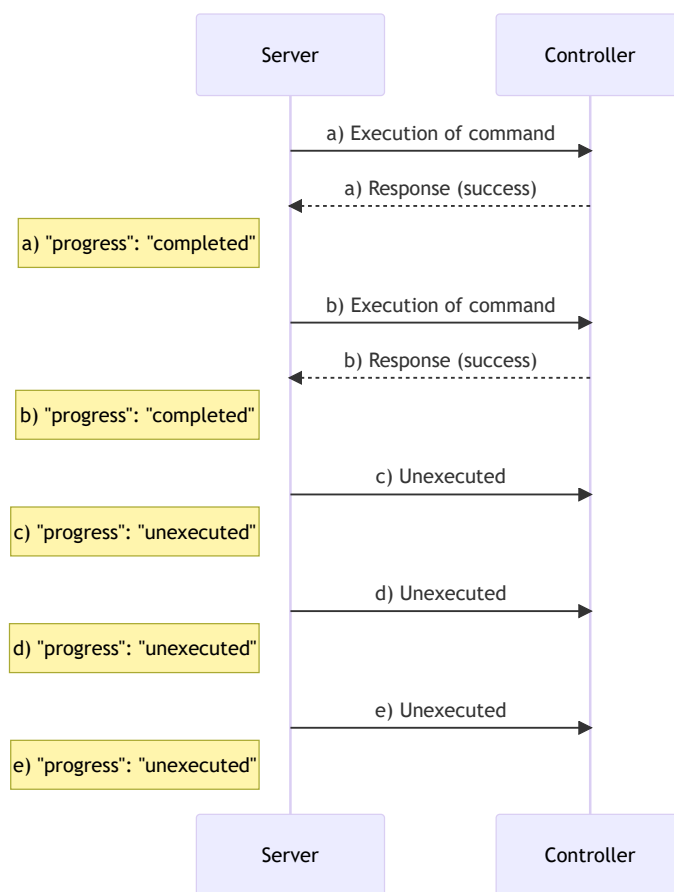 Server
Controller
a) Execution of command
a) Response (success)
a) "progress": "completed"
b) Execution of command
b) Response (success)
b) "progress": "completed"
c) Unexecuted
c) "progress": "unexecuted"
d) Unexecuted
d) "progress": "unexecuted"
e) Unexecuted
e) "progress": "unexecuted"
Server
Controller